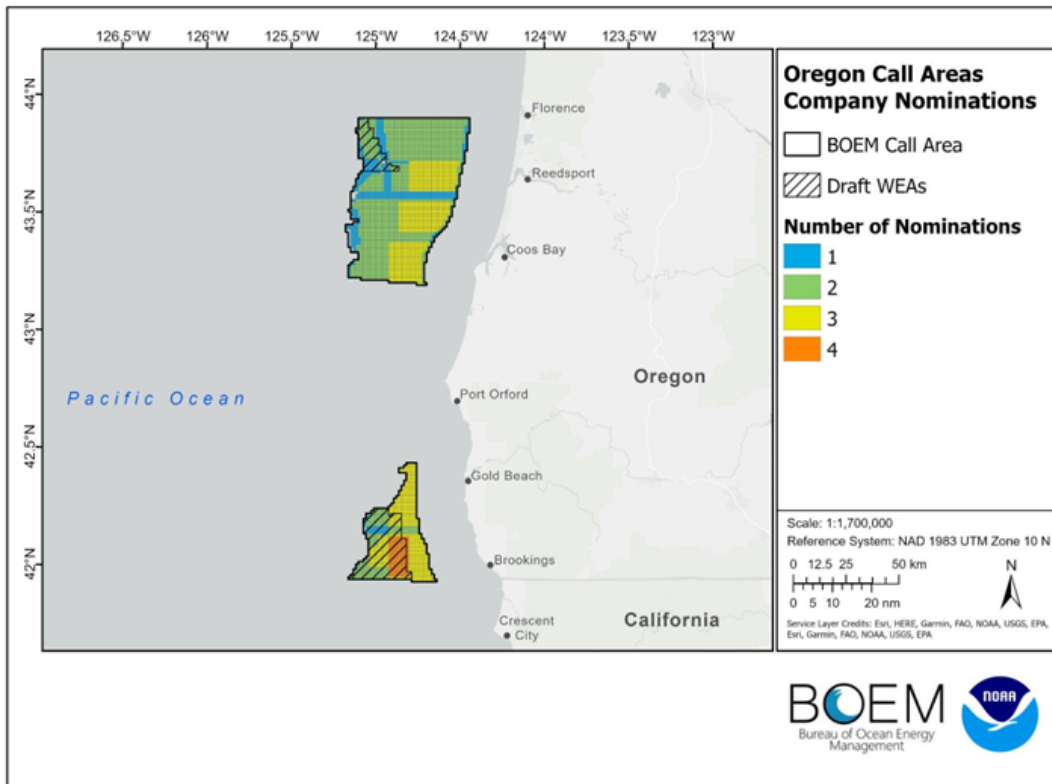 126.5°W 126°W 125.5°W 125°W 124.5°W 124°W 123.5°W 123°W
44°N
43.5°N
43°N
42.5°N
42°N
Florence
Reedsport
Coos Bay
Oregon
Pacific Ocean
Port Orford
Gold Beach
Brookings
Crescent
City
California
Oregon Call Areas
Company Nominations
BOEM Call Area
Draft WEAs
Number of Nominations
1
2
3
4
Scale: 1:1,700,000
Reference System: NAD 1983 UTM Zone 10 N
0 12.5 25 50 km
0 5 10 20 nm
N
Service Layer Credits: Esri, HERE, Garmin, FAO, NOAA, USGS, EPA,
Esri, Garmin, FAO, NOAA, USGS, EPA
BOEM
Bureau of Ocean Energy
Management
NOAA